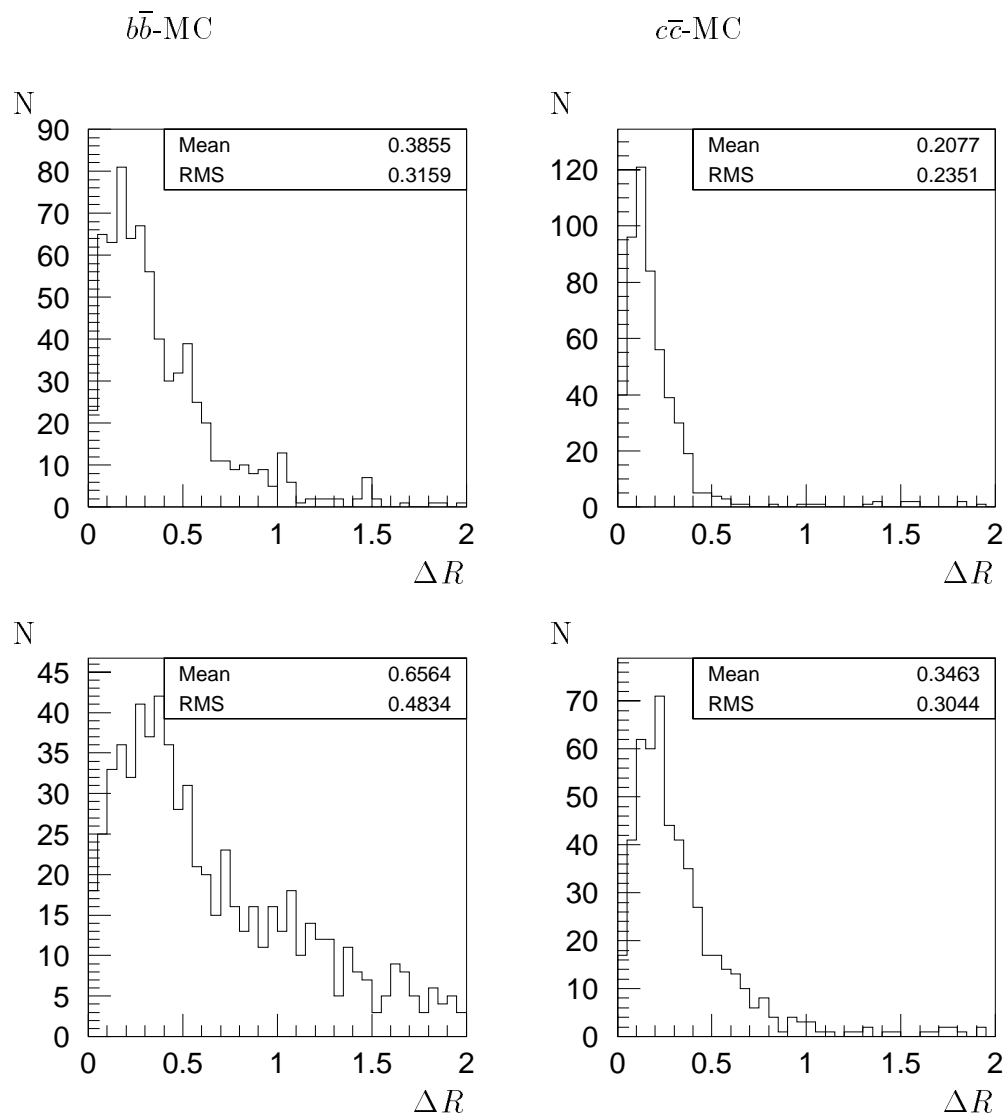 $b\overline{b}$-MC
$c\overline{c}$-MC
N
90
80
70
60
50
40
30
20
10
0
Mean 0.3855
RMS 0.3159
0 0.5 1 1.5 2
ΔR
N
120
100
80
60
40
20
0
Mean 0.2077
RMS 0.2351
0 0.5 1 1.5 2
ΔR
N
45
40
35
30
25
20
15
10
5
0
Mean 0.6564
RMS 0.4834
0 0.5 1 1.5 2
ΔR
N
70
60
50
40
30
20
10
0
Mean 0.3463
RMS 0.3044
0 0.5 1 1.5 2
ΔR